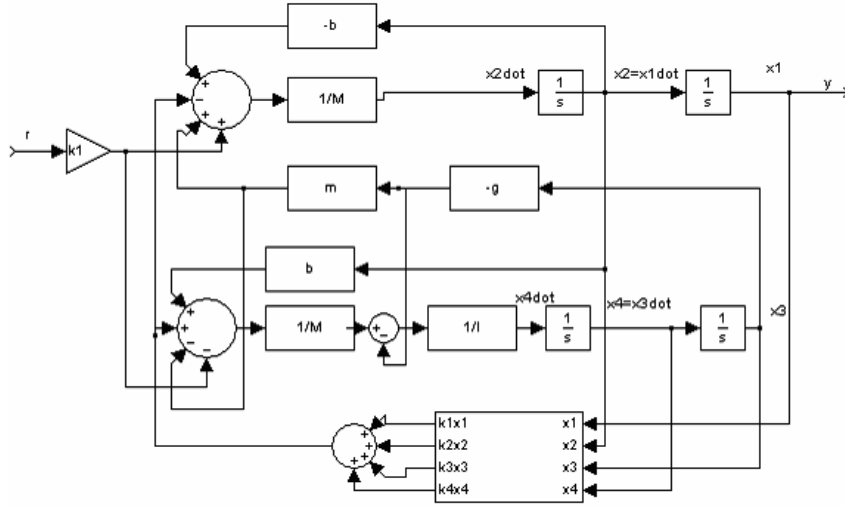 -b
x2dot
x2=x1dot
x1
y
+
−
+
+
1/M
1
s
1
s
r
k1
m
-g
b
x4dot
x4=x3dot
x3
+
+
−
−
1/M
+
−
1/l
1
s
1
s
+
+
+
+
k1x1
x1
k2x2
x2
k3x3
x3
k4x4
x4